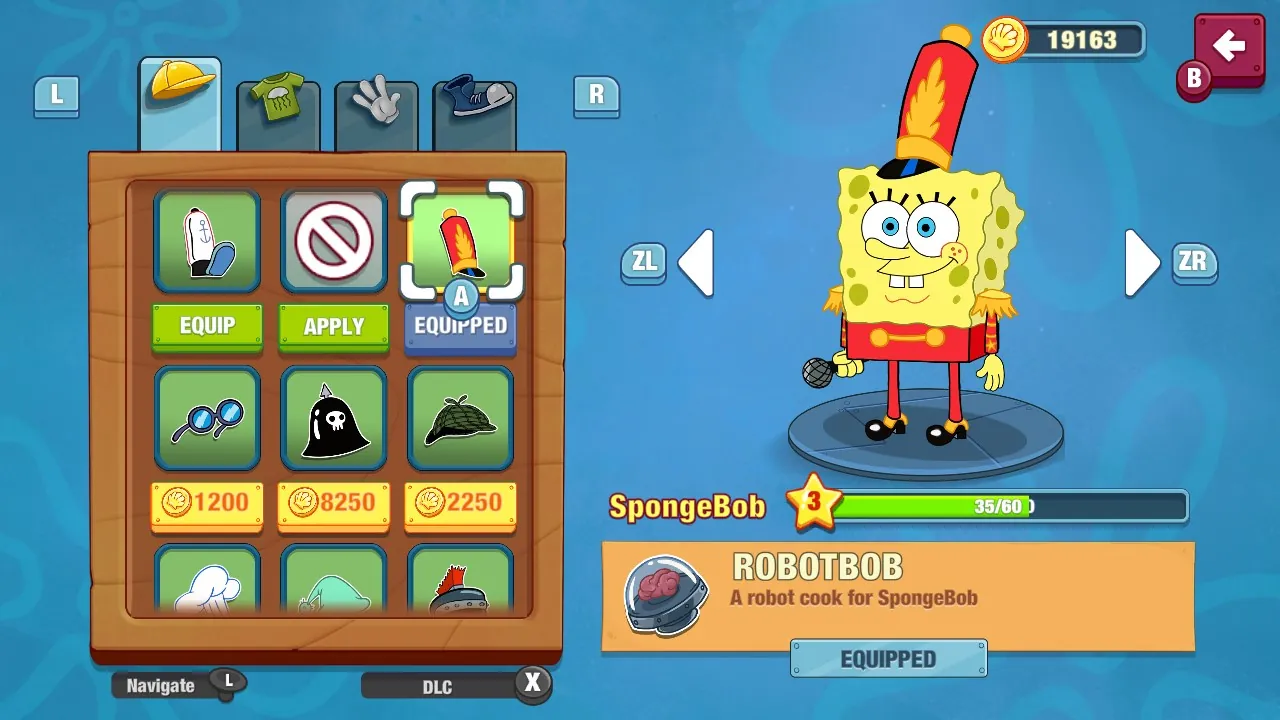 L
R
19163
B
EQUIP
APPLY
A
EQUIPPED
ZL
ZR
1200
8250
2250
SpongeBob
3
35/60
ROBOTBOB
A robot cook for SpongeBob
EQUIPPED
Navigate
L
DLC
X